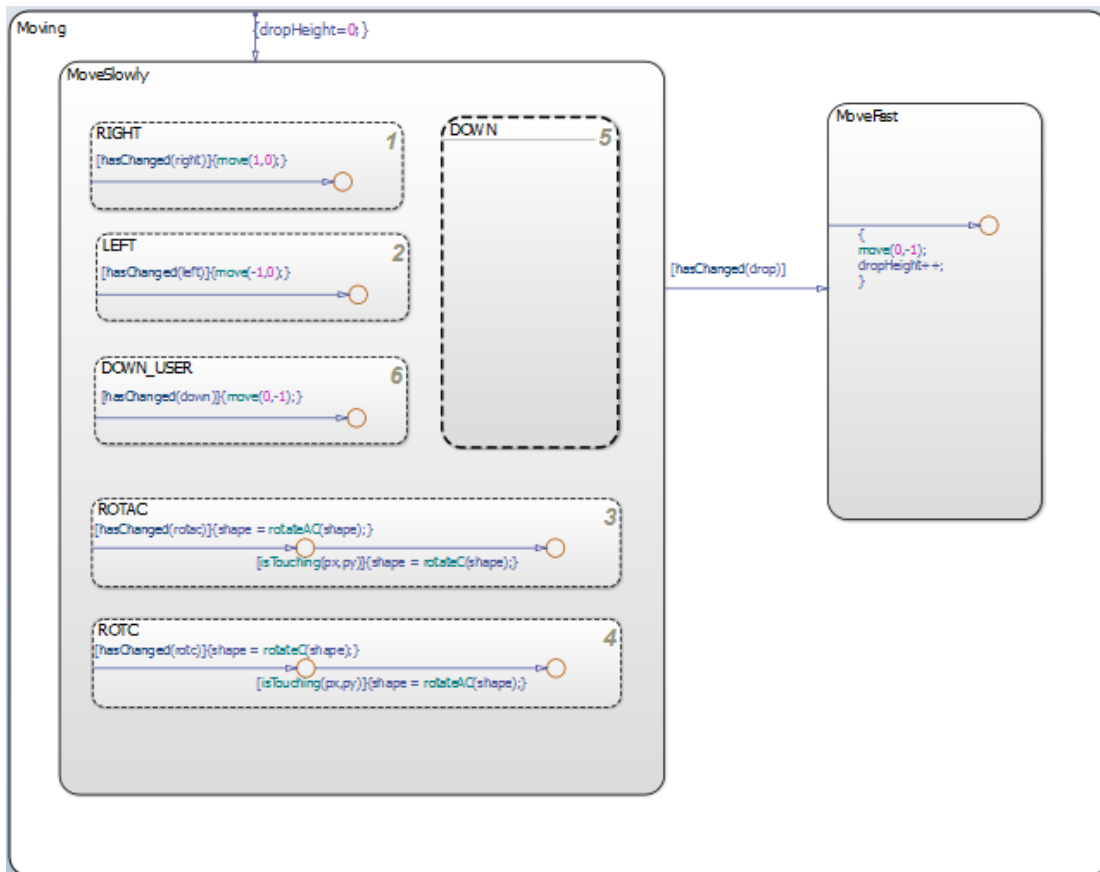 Moving
{dropHeight=0;}
MoveSlowly
RIGHT
1
[hasChanged(right)]{move(1,0);}
LEFT
2
[hasChanged(left)]{move(-1,0);}
DOWN_USER
6
[hasChanged(down)]{move(0,-1);}
DOWN
5
ROTAC
3
[hasChanged(rotac)]{shape = rotateAC(shape);}
[isTouching(px,py)]{shape = rotateC(shape);}
ROTC
4
[hasChanged(rotc)]{shape = rotateC(shape);}
[isTouching(px,py)]{shape = rotateAC(shape);}
[hasChanged(drop)]
MoveFast
{
move(0,-1);
dropHeight++;
}